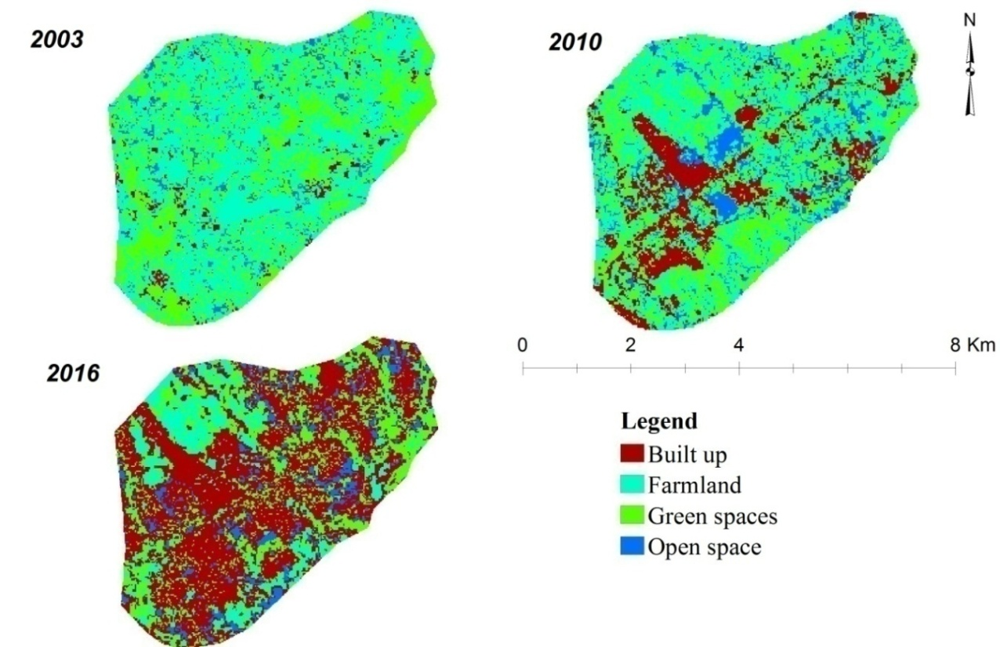 2003
2010
N
2016
0 2 4 8 Km
Legend
Built up
Farmland
Green spaces
Open space